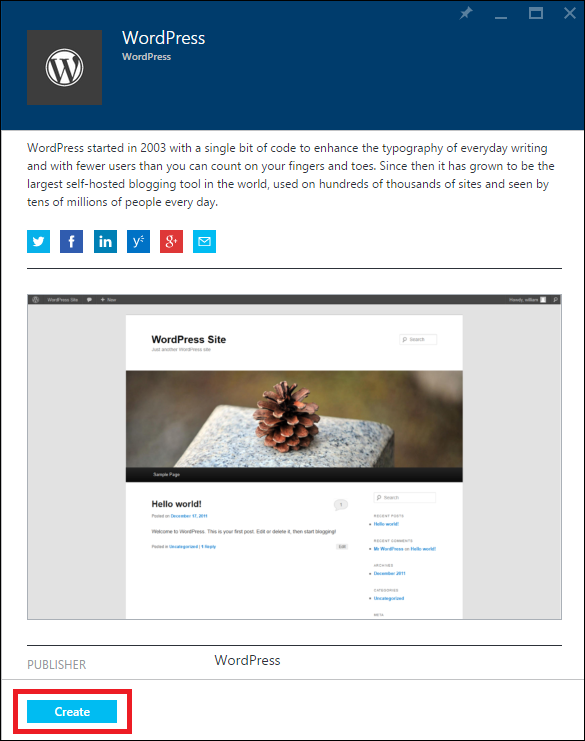 WordPress
WordPress
WordPress started in 2003 with a single bit of code to enhance the typography of everyday writing
and with fewer users than you can count on your fingers and toes. Since then it has grown to be the
largest self-hosted blogging tool in the world, used on hundreds of thousands of sites and seen by
tens of millions of people every day.
WordPress Site + New Howdy, william
WordPress Site
Just another WordPress site
Search
Sample Page
Hello world!
1
Posted on December 17, 2011
Welcome to WordPress. This is your first post. Edit or delete it, then start blogging!
Posted in Uncategorized | 1 Reply
Edit
Search
RECENT POSTS
Hello world!
RECENT COMMENTS
Mr WordPress on Hello world!
ARCHIVES
December 2011
CATEGORIES
Uncategorized
META
PUBLISHER WordPress
Create